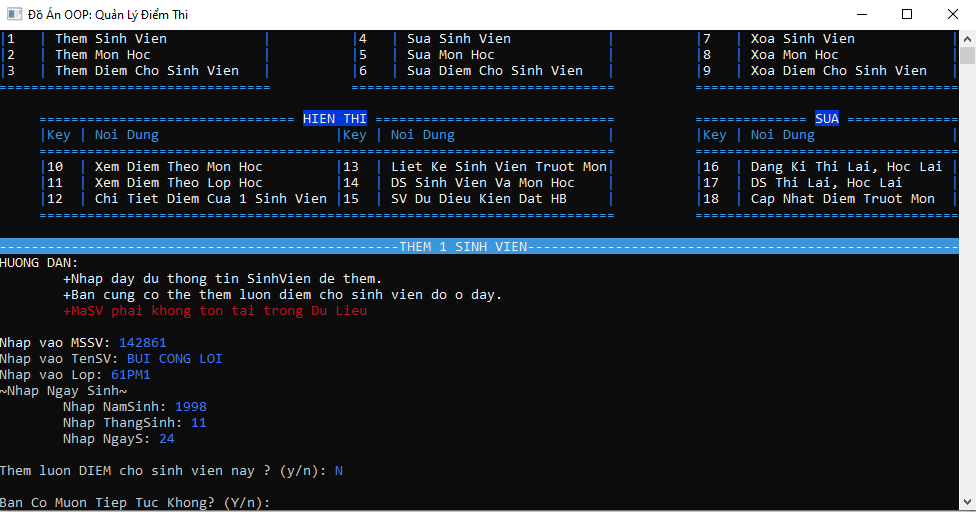 Đồ Án OOP: Quản Lý Điểm Thi
|1 | Them Sinh Vien | |4 | Sua Sinh Vien | |7 | Xoa Sinh Vien |
|2 | Them Mon Hoc | |5 | Sua Mon Hoc | |8 | Xoa Mon Hoc |
|3 | Them Diem Cho Sinh Vien | |6 | Sua Diem Cho Sinh Vien | |9 | Xoa Diem Cho Sinh Vien |
HIEN THI SUA
|Key | Noi Dung |Key | Noi Dung | |Key | Noi Dung |
|10 | Xem Diem Theo Mon Hoc |13 | Liet Ke Sinh Vien Truot Mon| |16 | Dang Ki Thi Lai, Hoc Lai |
|11 | Xem Diem Theo Lop Hoc |14 | DS Sinh Vien Va Mon Hoc | |17 | DS Thi Lai, Hoc Lai |
|12 | Chi Tiet Diem Cua 1 Sinh Vien |15 | SV Du Dieu Kien Dat HB | |18 | Cap Nhat Diem Truot Mon |
THEM 1 SINH VIEN
HUONG DAN:
+Nhap day du thong tin SinhVien de them.
+Ban cung co the them luon diem cho sinh vien do o day.
+MaSV phai khong ton tai trong Du Lieu
Nhap vao MSSV: 142861
Nhap vao TenSV: BUI CONG LOI
Nhap vao Lop: 61PM1
~Nhap Ngay Sinh~
Nhap NamSinh: 1998
Nhap ThangSinh: 11
Nhap NgayS: 24
Them luon DIEM cho sinh vien nay ? (y/n): N
Ban Co Muon Tiep Tuc Khong? (Y/n):